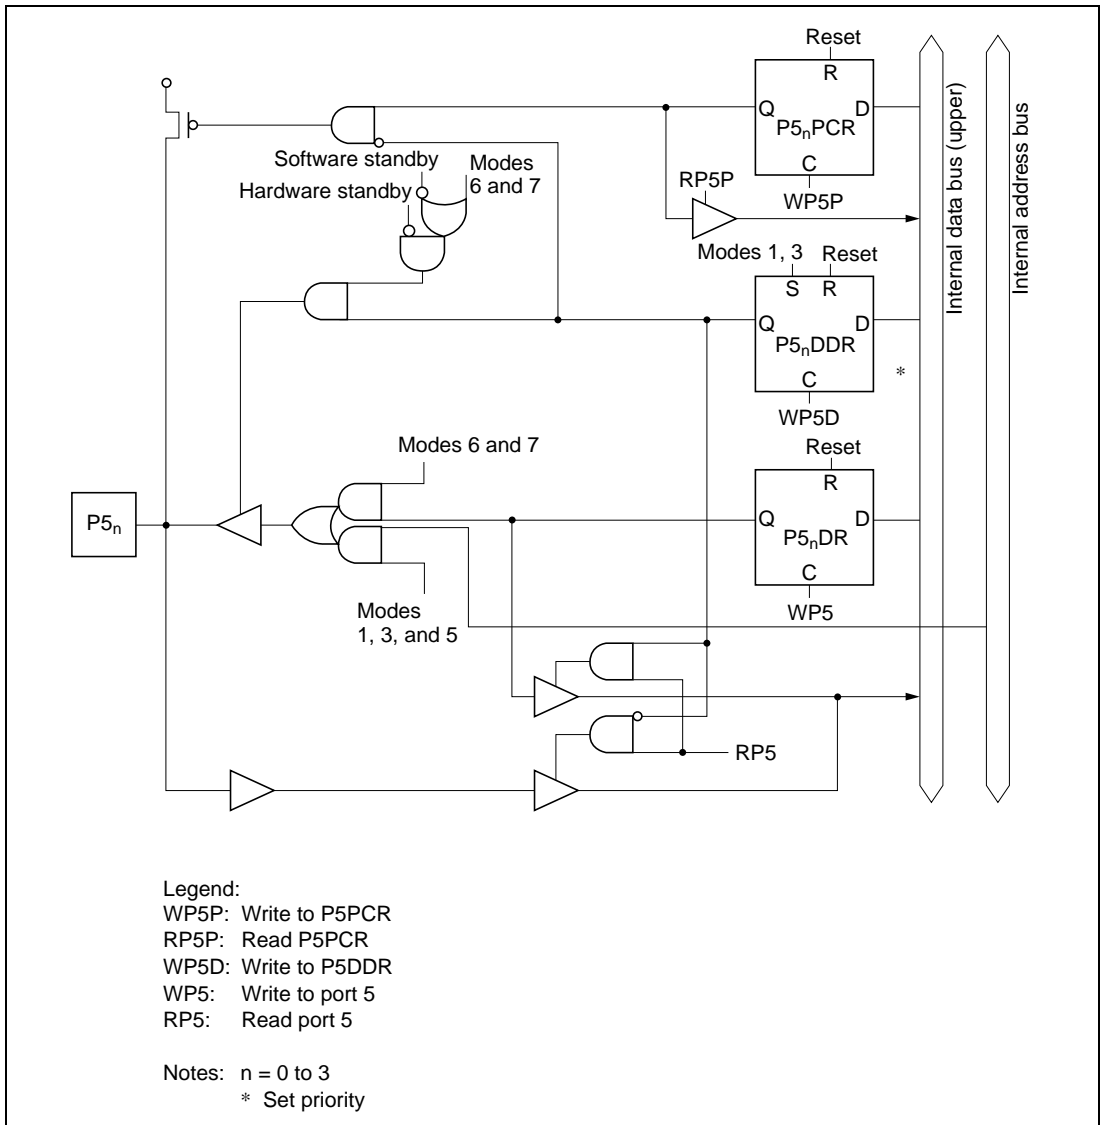 Reset
R
Q
D
P5nPCR
C
WP5P
Software standby
Modes
6 and 7
Hardware standby
RP5P
Modes 1, 3
Reset
S
R
Q
D
P5nDDR
C
*
WP5D
Modes 6 and 7
Reset
R
P5n
Q
D
P5nDR
C
WP5
Modes
1, 3, and 5
RP5
Internal data bus (upper)
Internal address bus
Legend:
WP5P: Write to P5PCR
RP5P: Read P5PCR
WP5D: Write to P5DDR
WP5: Write to port 5
RP5: Read port 5
Notes: n = 0 to 3
* Set priority